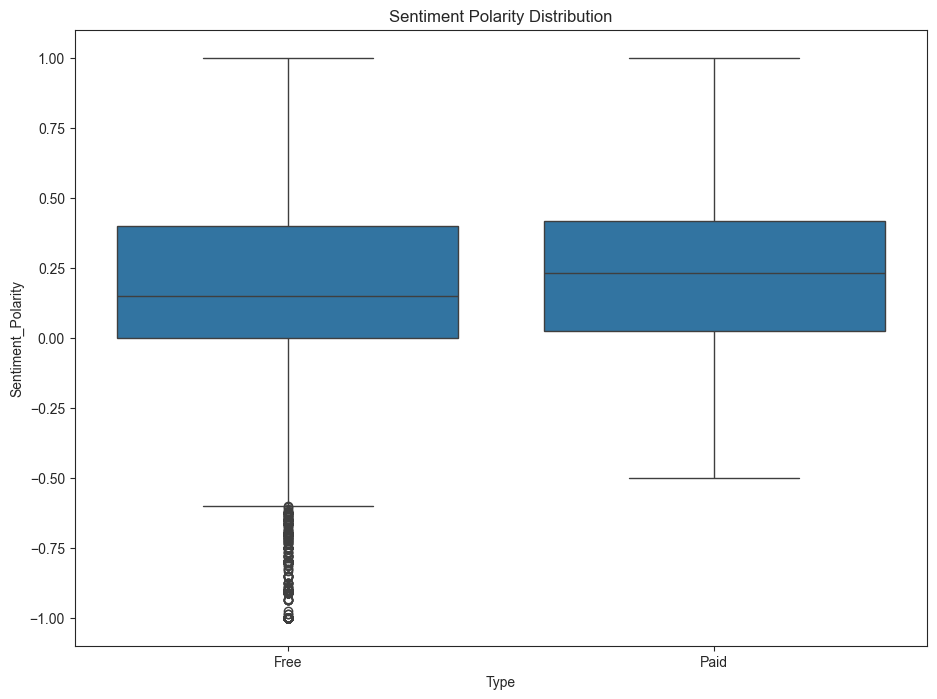 Sentiment Polarity Distribution
Sentiment_Polarity
1.00
0.75
0.50
0.25
0.00
−0.25
−0.50
−0.75
−1.00
Free
Paid
Type